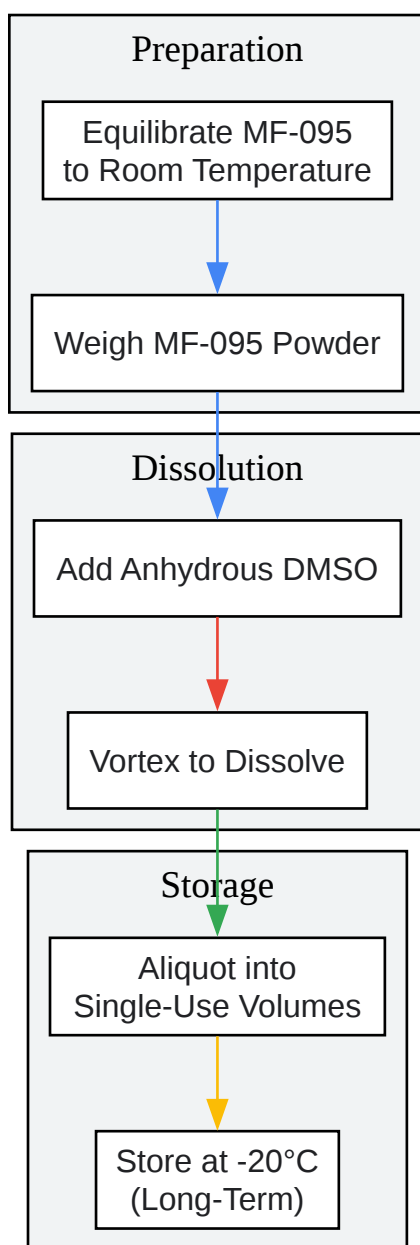 Preparation
Equilibrate MF-095
to Room Temperature
Weigh MF-095 Powder
Dissolution
Add Anhydrous DMSO
Vortex to Dissolve
Storage
Aliquot into
Single-Use Volumes
Store at -20°C
(Long-Term)